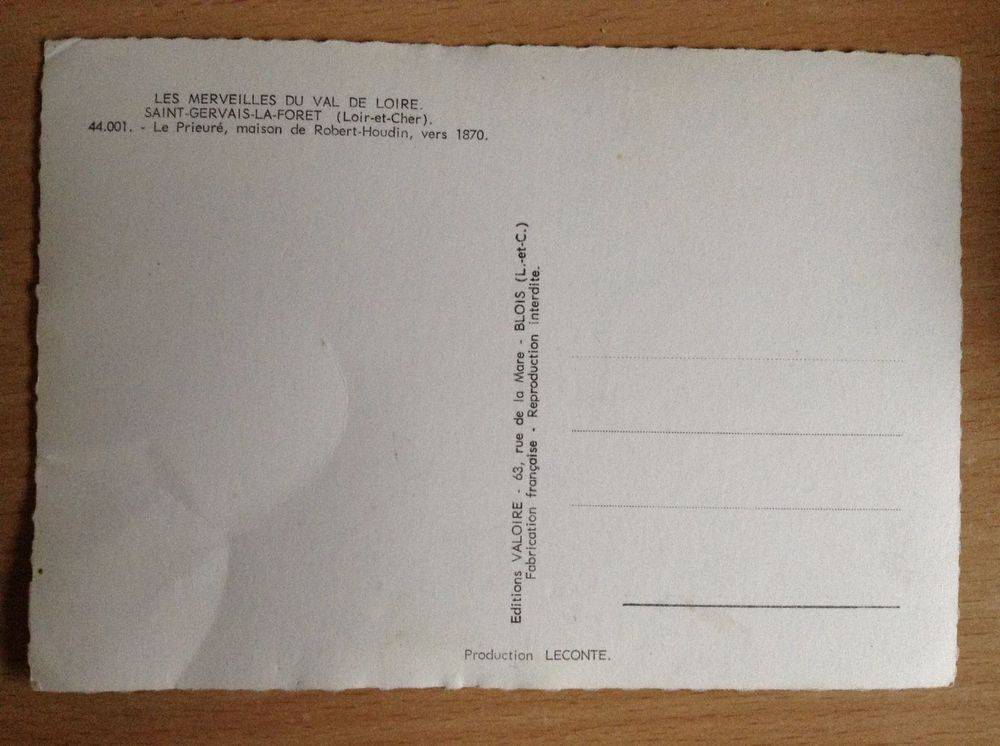 LES MERVEILLES DU VAL DE LOIRE.
SAINT-GERVAIS-LA-FORET (Loir-et-Cher).
44.001. - Le Prieuré, maison de Robert-Houdin, vers 1870.
Editions VALOIRE - 63, rue de la Mare - BLOIS (L.-et-C.)
Fabrication française - Reproduction interdite.
Production LECONTE.